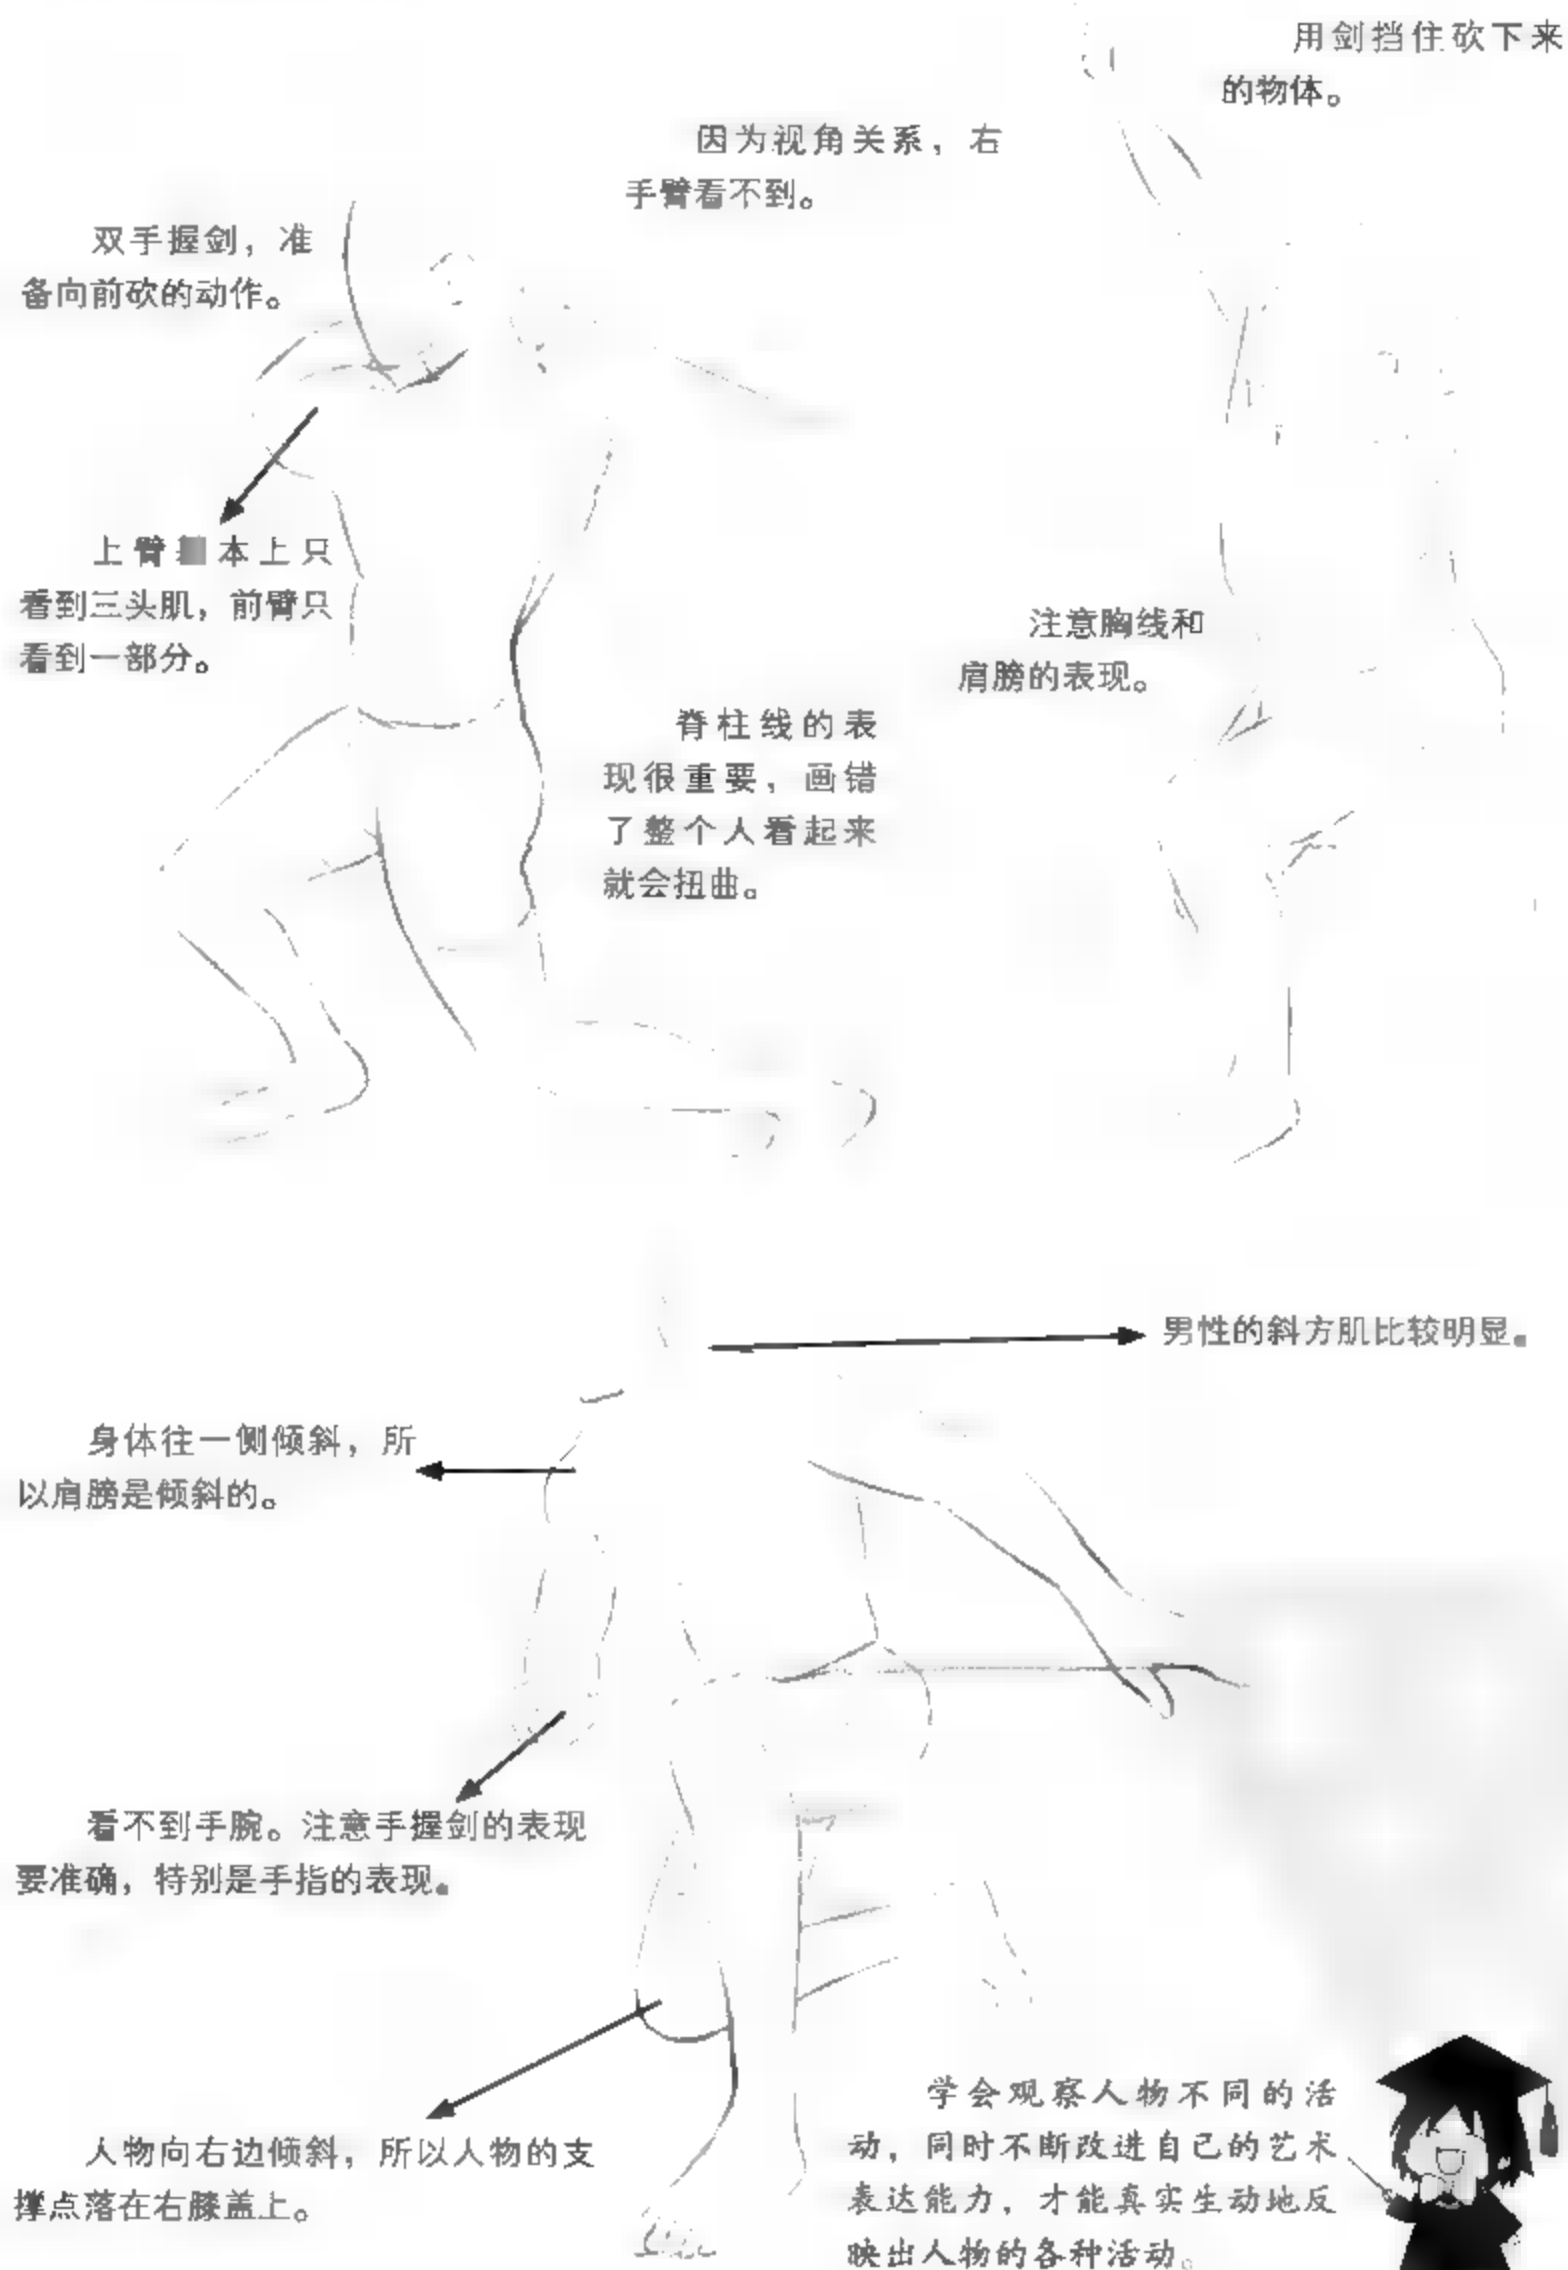 用剑挡住砍下来
的物体。
因为视角关系，右
手臂看不到。
双手握剑，准
备向前砍的动作。
上臂 本上只
看到三头肌，前臂只
看到一部分。
注意胸线和
肩膀的表现。
脊柱线的表
现很重要，画错
了整个人看起来
就会扭曲。
男性的斜方肌比较明显。
身体往一侧倾斜，所
以肩膀是倾斜的。
看不到手腕。注意手握剑的表现
要准确，特别是手指的表现。
人物向右边倾斜，所以人物的支
撑点落在右膝盖上。
学会观察人物不同的活
动，同时不断改进自己的艺术
表达能力，才能真实生动地反
映出人物的各种活动。